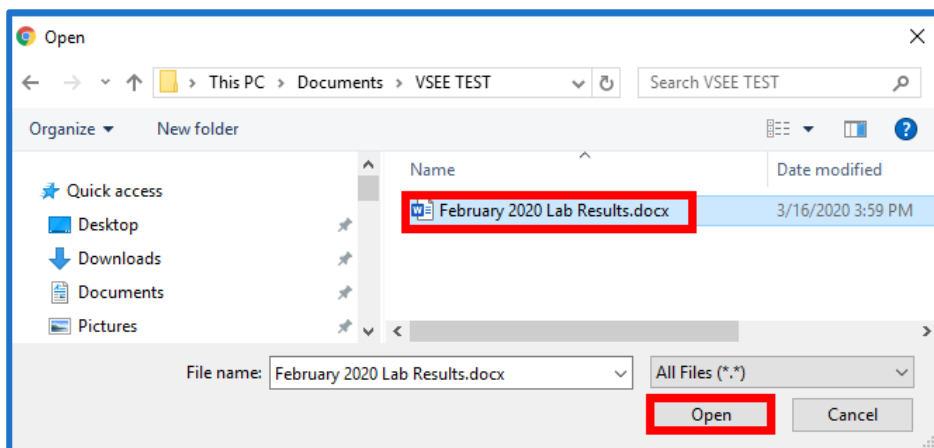 Open
This PC > Documents > VSEE TEST
Search VSEE TEST
Organize
New folder
Name
Date modified
Quick access
February 2020 Lab Results.docx
3/16/2020 3:59 PM
Desktop
Downloads
Documents
Pictures
File name: February 2020 Lab Results.docx
All Files (*.*)
Open
Cancel